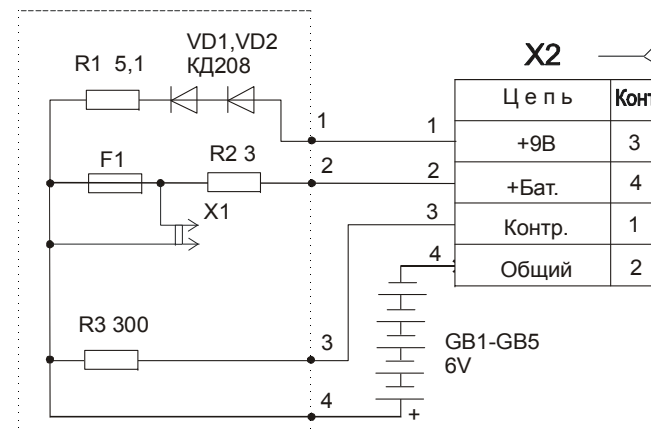 VD1,VD2
R1 5,1 КД208
X2
Цепь Конт
1 1 +9В 3
F1 R2 3 2 2 +Бат. 4
X1
3 Контр. 1
4 Общий 2
R3 300 3
GB1-GB5
6V
4
+